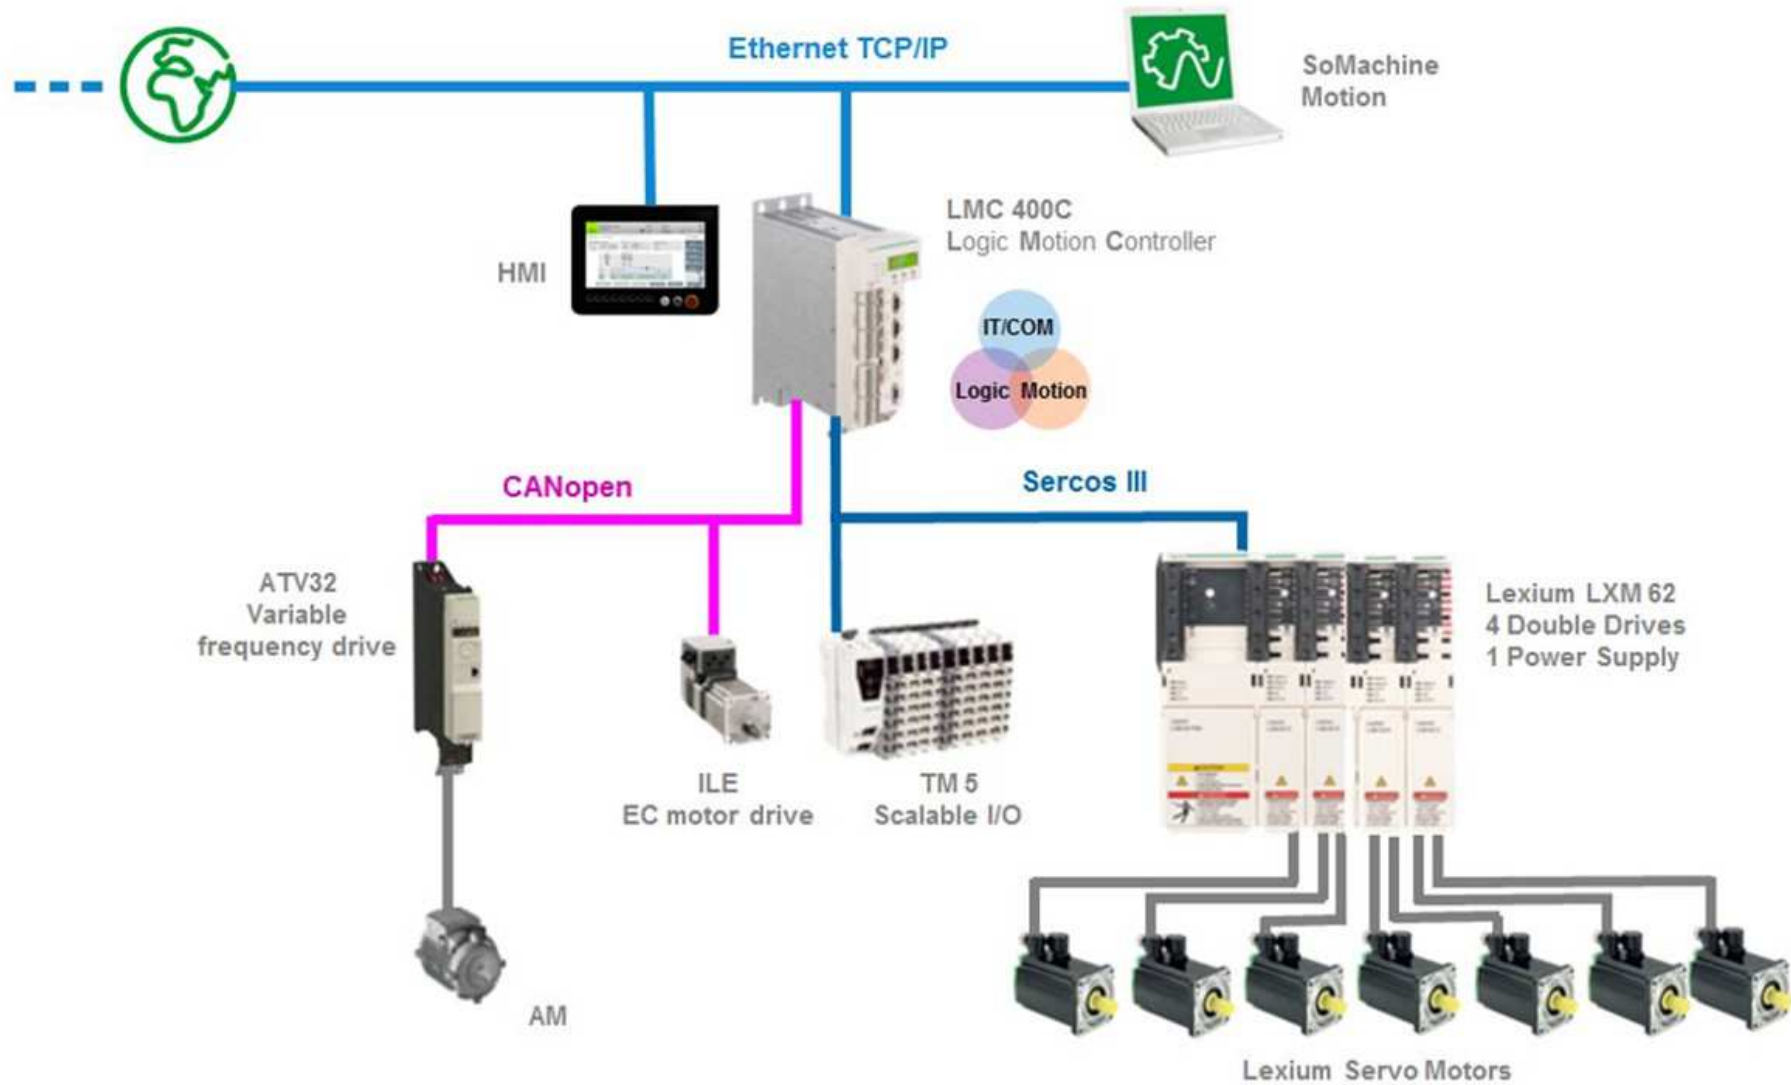 Ethernet TCP/IP
SoMachine
Motion
LMC 400C
Logic Motion Controller
HMI
IT/COM
Logic Motion
CANopen
Sercos III
ATV32
Variable
frequency drive
Lexium LXM 62
4 Double Drives
1 Power Supply
ILE
EC motor drive
TM 5
Scalable I/O
AM
Lexium Servo Motors